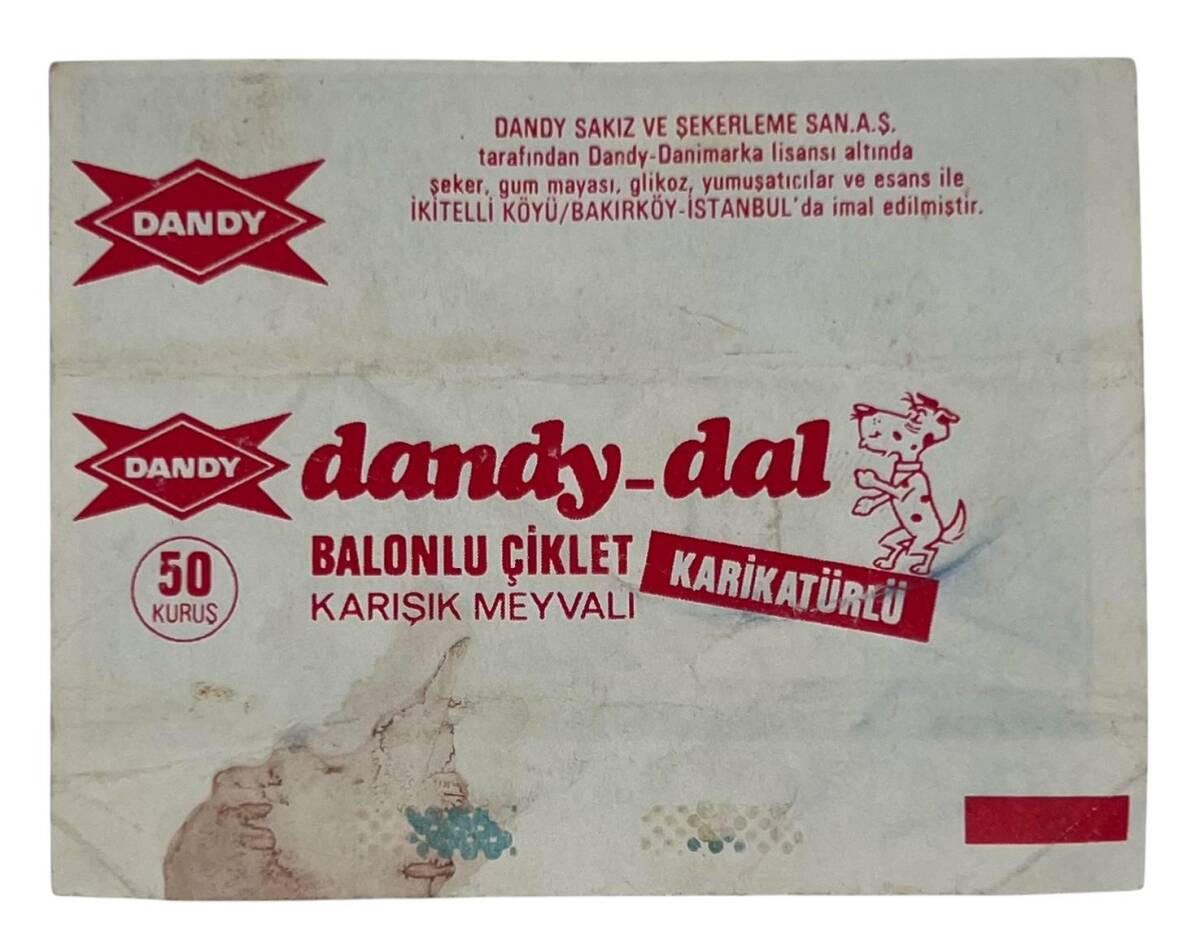 DANDY SAKIZ VE ŞEKERLEME SAN.A.Ş.
tarafından Dandy-Danimarka lisansı altında
şeker, gum mayası, glikoz, yumuşatıcılar ve esans ile
İKİTELLİ KÖYÜ/BAKIRKÖY-İSTANBUL'da imal edilmiştir.
DANDY
DANDY
dandy-dal
50
KURUŞ
BALONLU ÇİKLET
KARIŞIK MEYVALI
KARİKATÜRLÜ